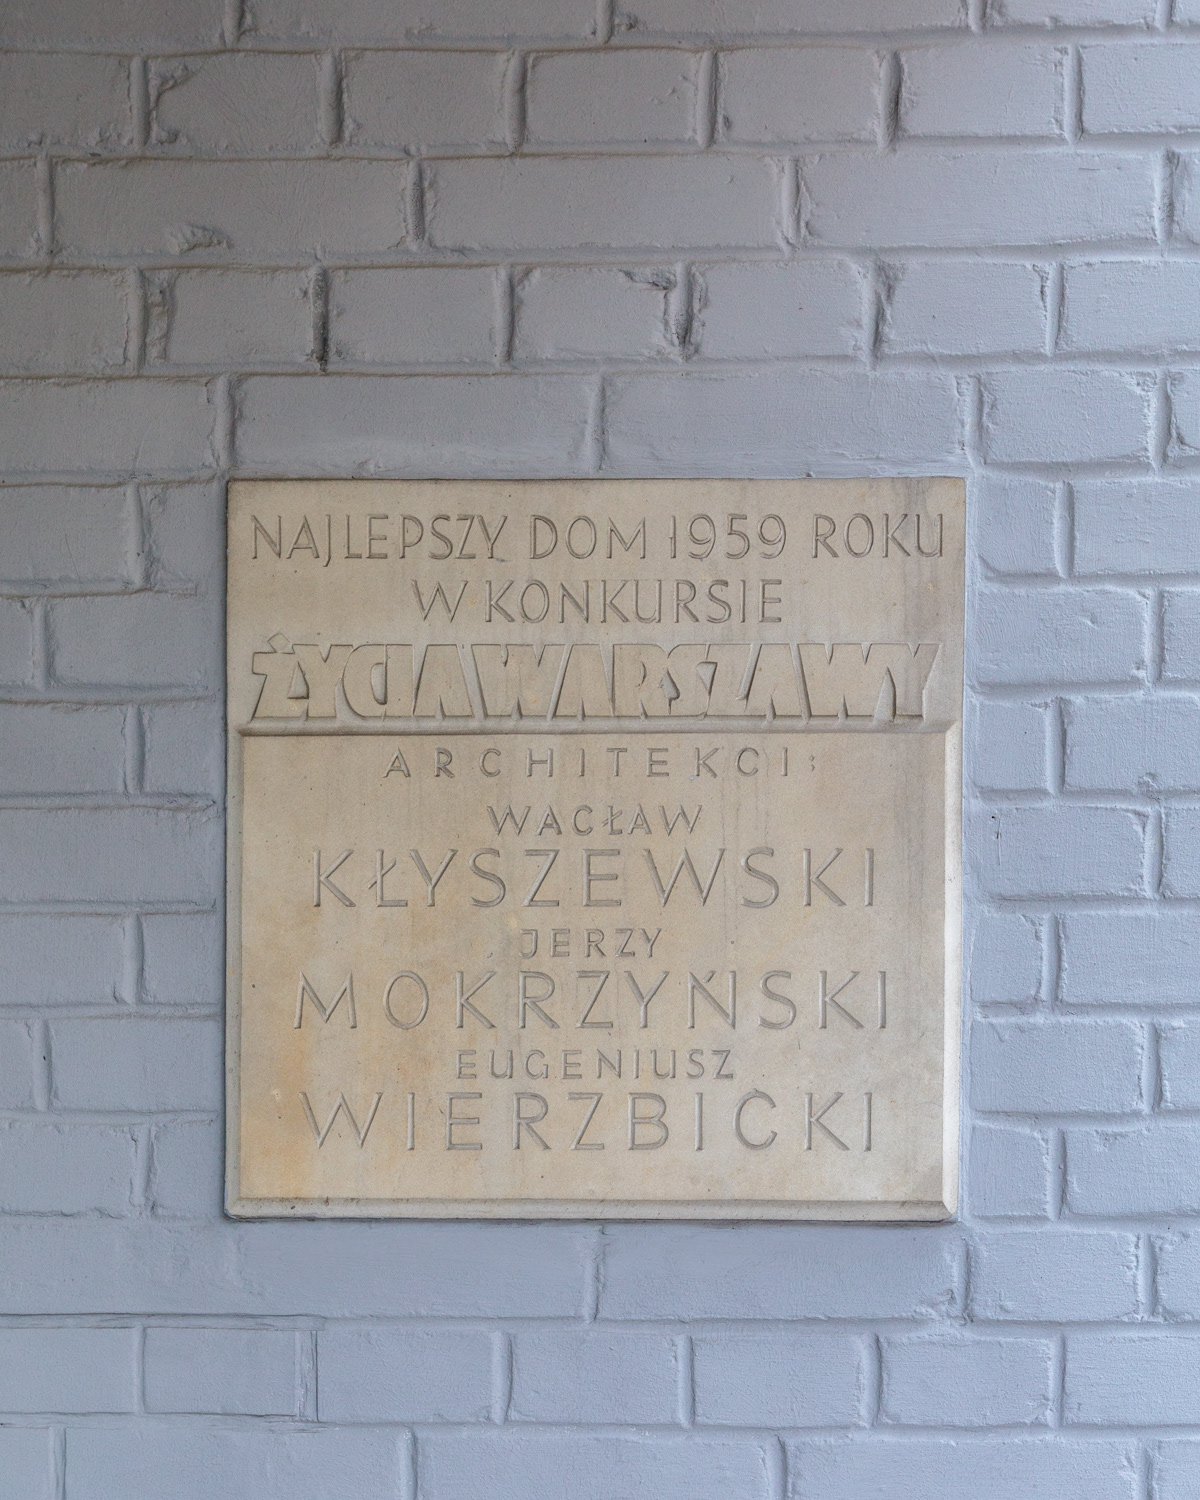 NAJLEPSZY DOM 1959 ROKU
W KONKURSIE
ŻYCIA WARSZAWY
ARCHITEKCI:
WACŁAW
KŁYSZEWSKI
JERZY
MOKRZYŃSKI
EUGENIUSZ
WIERZBICKI